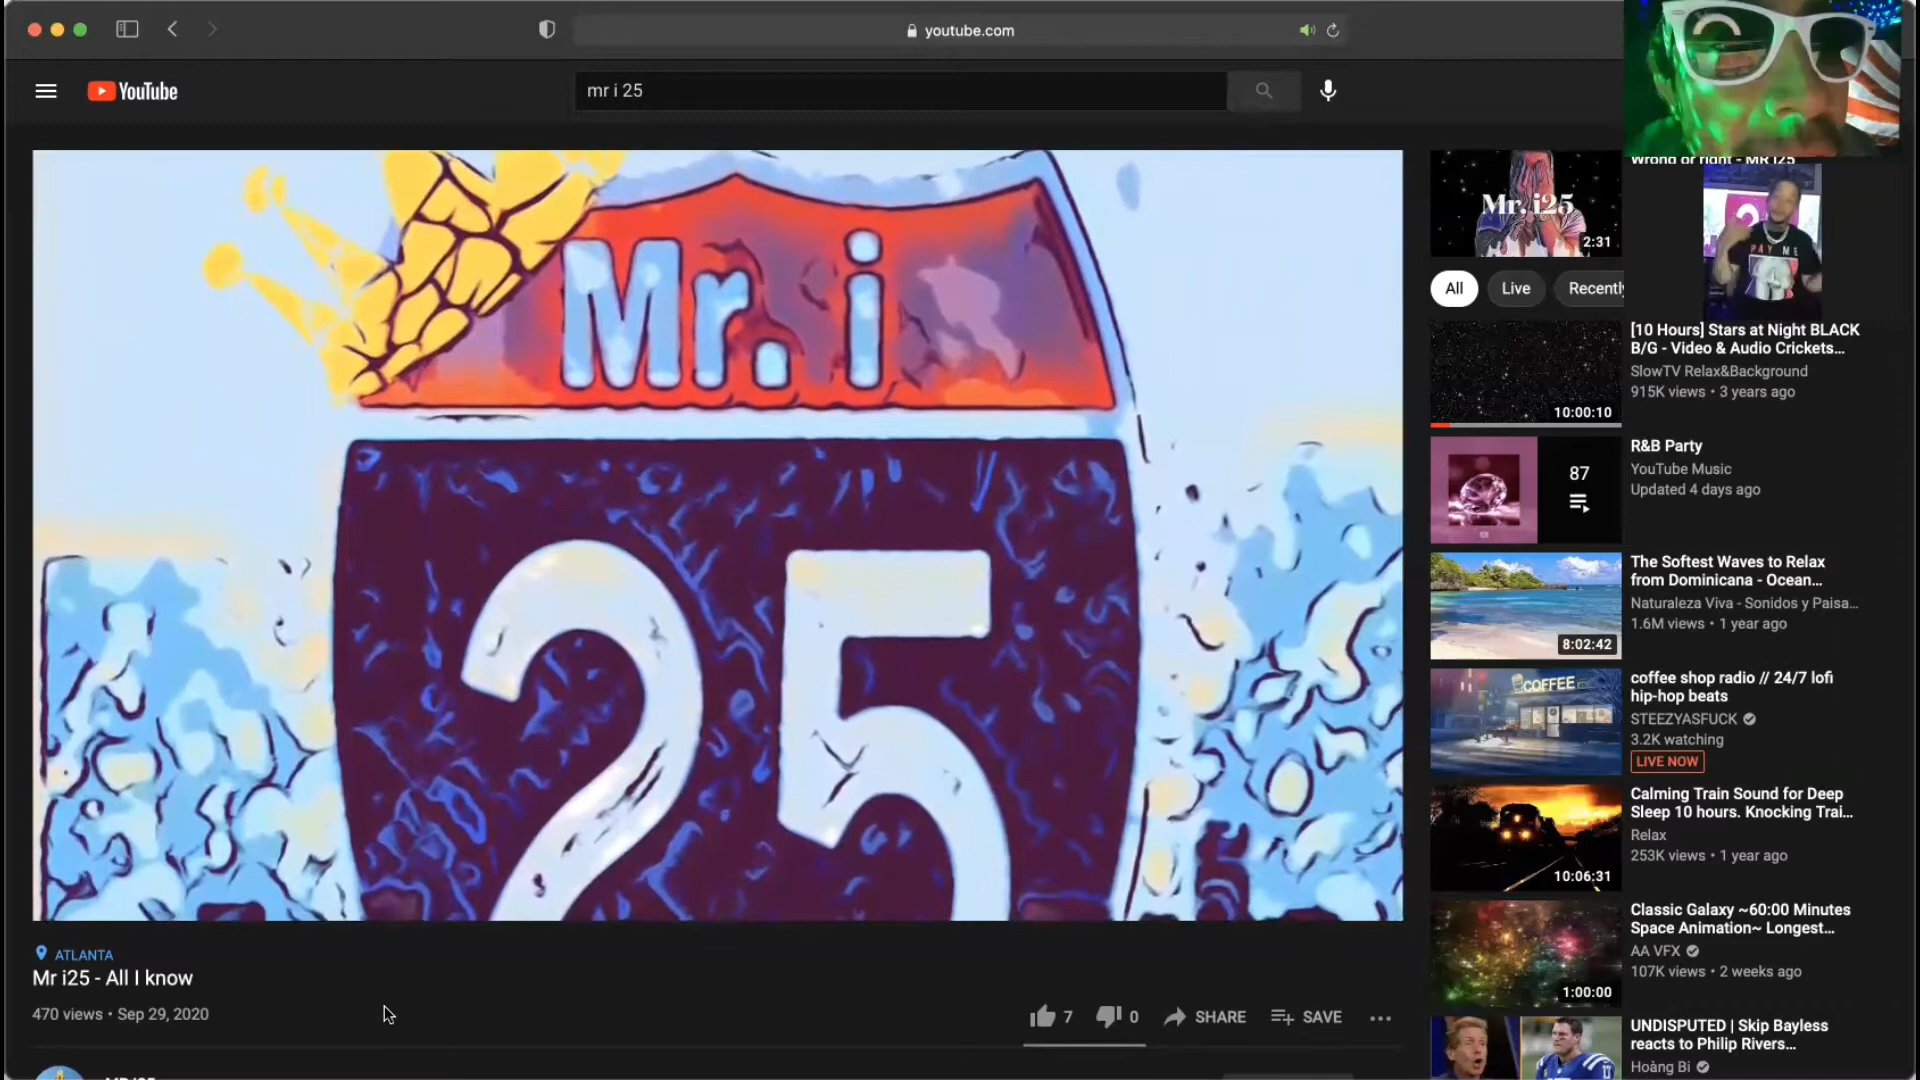 youtube.com
YouTube
mr i 25
Mr. i
25
ATLANTA
Mr i25 - All I know
470 views • Sep 29, 2020
7
0
SHARE
SAVE
Mr. i25
2:31
Wrong or right - MR I25
PAY ME
All
Live
Recently
[10 Hours] Stars at Night BLACK
B/G - Video & Audio Crickets...
SlowTV Relax&Background
915K views • 3 years ago
10:00:10
R&B Party
YouTube Music
Updated 4 days ago
87
The Softest Waves to Relax
from Dominicana - Ocean...
Naturaleza Viva - Sonidos y Paisa...
1.6M views • 1 year ago
8:02:42
COFFEE
coffee shop radio // 24/7 lofi
hip-hop beats
STEEZYASFUCK
3.2K watching
LIVE NOW
Calming Train Sound for Deep
Sleep 10 hours. Knocking Trai...
Relax
253K views • 1 year ago
10:06:31
Classic Galaxy ~60:00 Minutes
Space Animation~ Longest...
AA VFX
107K views • 2 weeks ago
1:00:00
UNDISPUTED | Skip Bayless
reacts to Philip Rivers...
Hoàng Bi